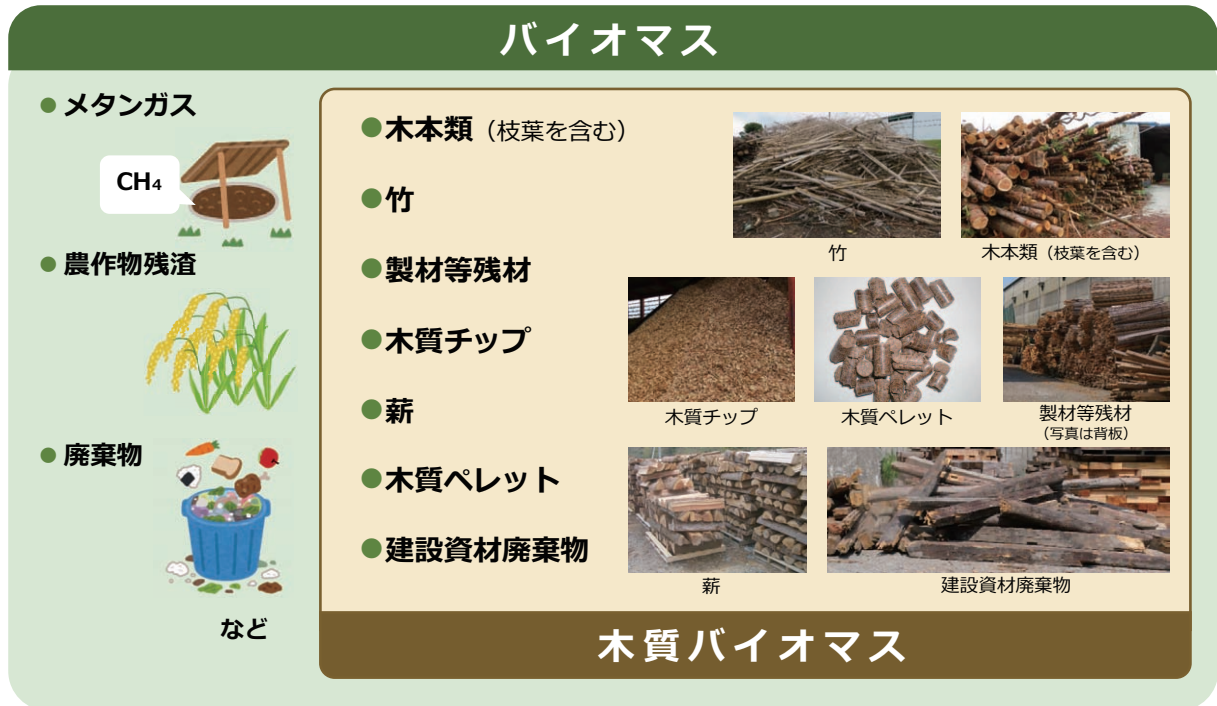 バイオマス
● メタンガス
CH₄
● 農作物残渣
● 廃棄物
など
●木本類（枝葉を含む）
●竹
●製材等残材
●木質チップ
●薪
●木質ペレット
●建設資材廃棄物
竹
木本類（枝葉を含む）
木質チップ
木質ペレット
製材等残材
（写真は背板）
薪
建設資材廃棄物
木質バイオマス